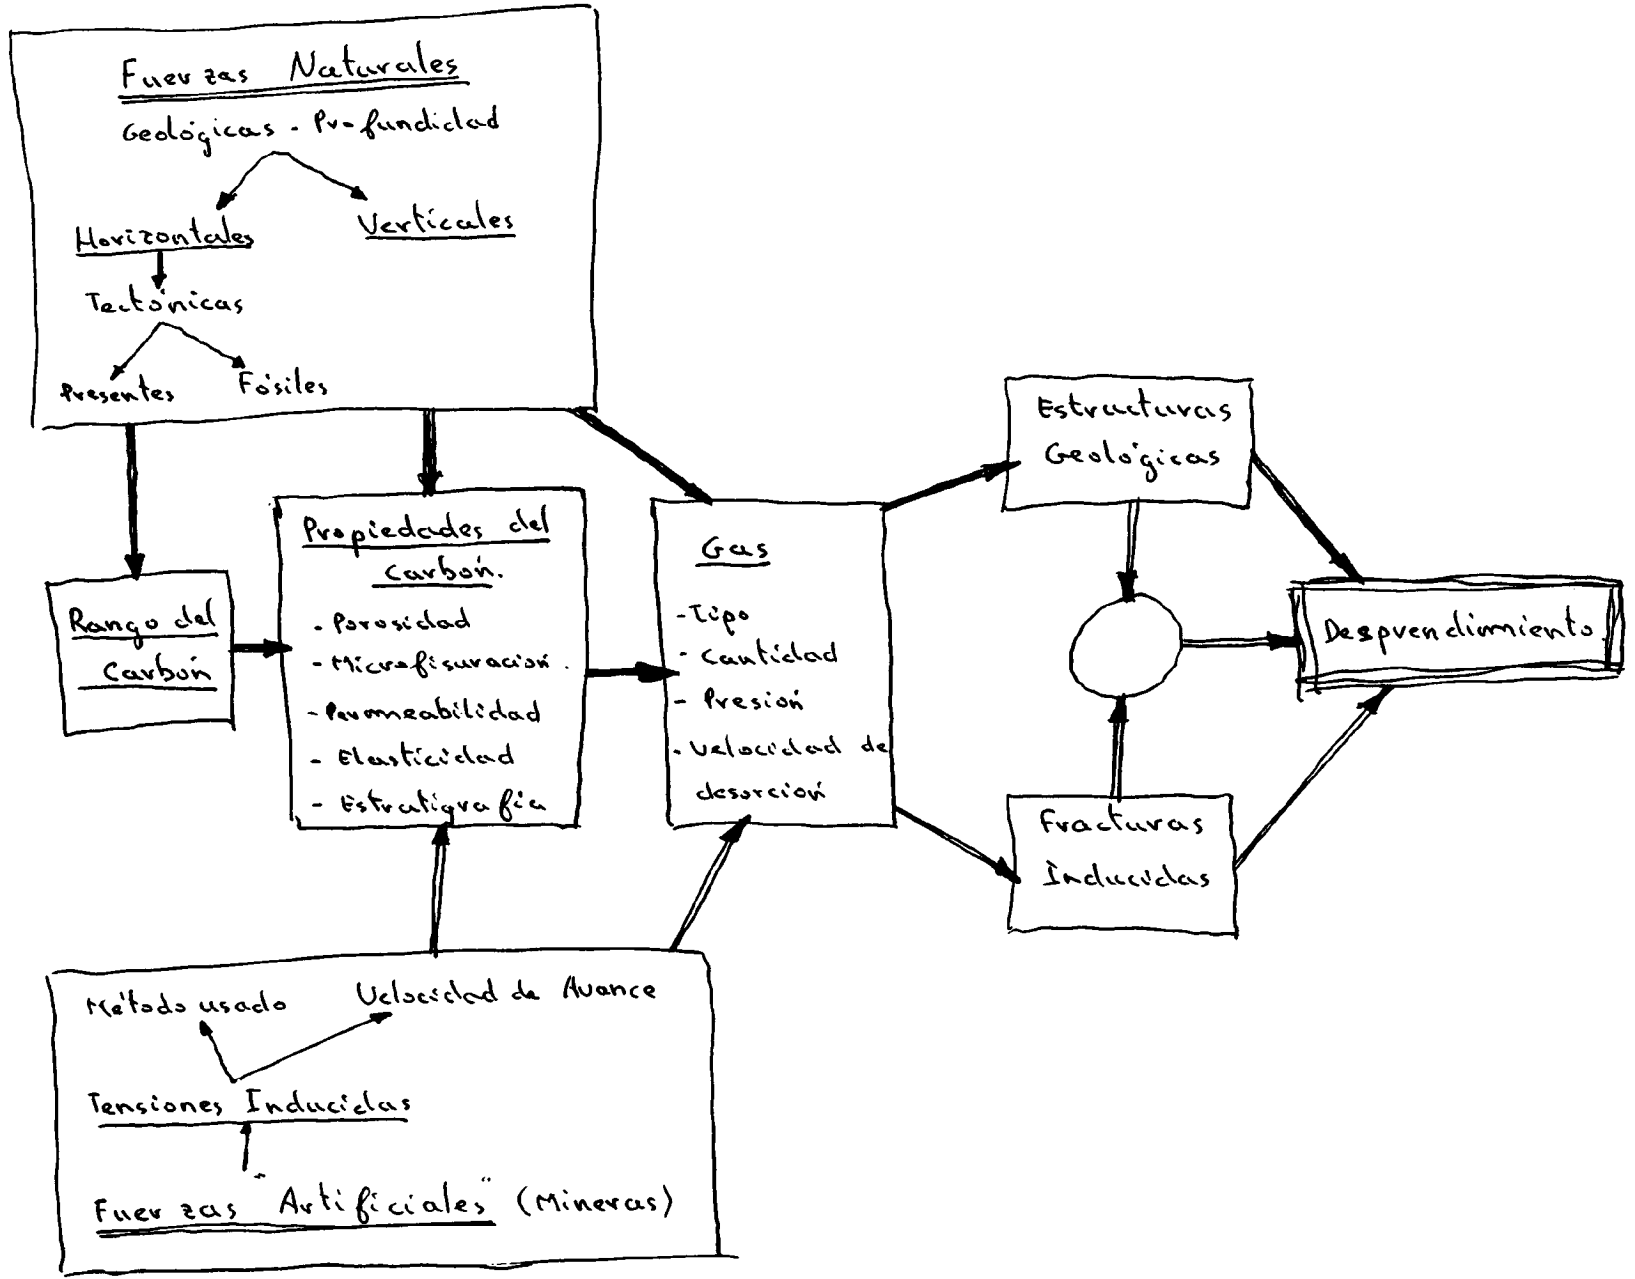 Fuerzas Naturales
Geológicas - Profundidad
Horizontales
Verticales
Tectónicas
Presentes
Fósiles
Rango del
Carbón
Propiedades del
Carbón.
- Porosidad
- Microfisuración.
- Permeabilidad
- Elasticidad
- Estratigrafía
Gas
- Tipo
- Cantidad
- Presión
- Velocidad de
desorción
Estructuras
Geológicas
Desprendimiento
Fracturas
Inducidas
Método usado
Velocidad de Avance
Tensiones Inducidas
Fuerzas "Artificiales" (Mineras)